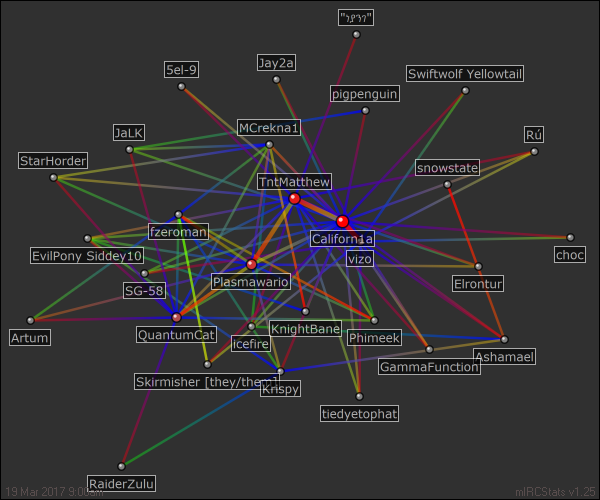 5el-9
Jay2a
pigpenguin
Swiftwolf Yellowtail
JaLK
MCrekna1
Rú
StarHorder
snowstate
TntMatthew
fzeroman
Californ1a
EvilPony Siddey10
vizo
choc
SG-58
Plasmawario
Elrontur
Artum
QuantumCat
icefire
KnightBane
Phimeek
Ashamael
Skirmisher [they/them]
Krispy
GammaFunction
tiedyetophat
RaiderZulu
19 Mar 2017 9:00am
mIRCStats v1.25